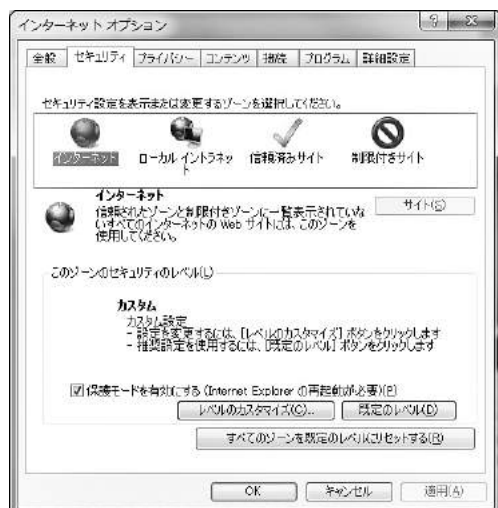 インターネット オプション
全般 セキュリティ プライバシー コンテンツ 接続 プログラム 詳細設定
セキュリティ設定を表示または変更するゾーンを選択してください。
インターネット ローカル イントラネッ 信頼済みサイト 制限付きサイト
ト
インターネット
サイト(S)
信頼されたゾーンと制限付きゾーンに一覧表示されていな
いすべてのインターネットの Web サイトには、このゾーンを
使用してください。
このゾーンのセキュリティのレベル(L)
カスタム
カスタム設定
- 設定を変更するには、[レベルのカスタマイズ] ボタンをクリックします
- 推奨設定を使用するには、[既定のレベル] ボタンをクリックします
保護モードを有効にする (Internet Explorer の再起動が必要)(P)
レベルのカスタマイズ(C)... 既定のレベル(D)
すべてのゾーンを既定のレベルにリセットする(R)
OK キャンセル 適用(A)